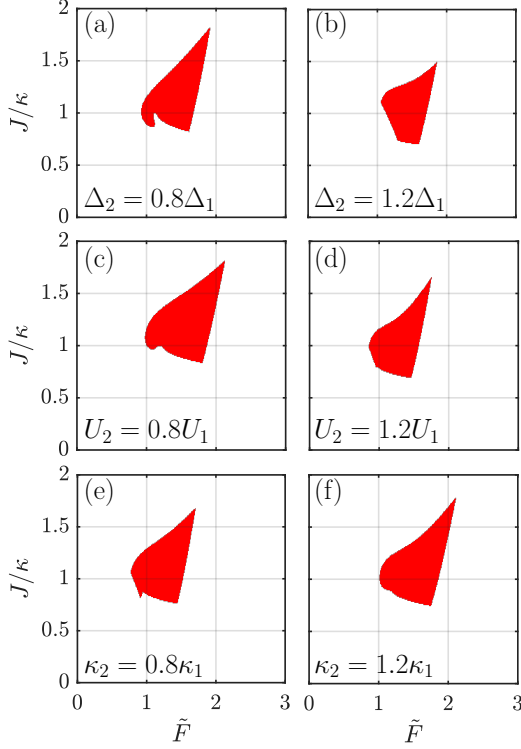 (a)
2
1.5
1
0.5
0
J/κ
Δ₂ = 0.8Δ₁
(b)
Δ₂ = 1.2Δ₁
(c)
2
1.5
1
0.5
0
J/κ
U₂ = 0.8U₁
(d)
U₂ = 1.2U₁
(e)
2
1.5
1
0.5
0
J/κ
κ₂ = 0.8κ₁
0 1 2 3
F̃
(f)
κ₂ = 1.2κ₁
0 1 2 3
F̃